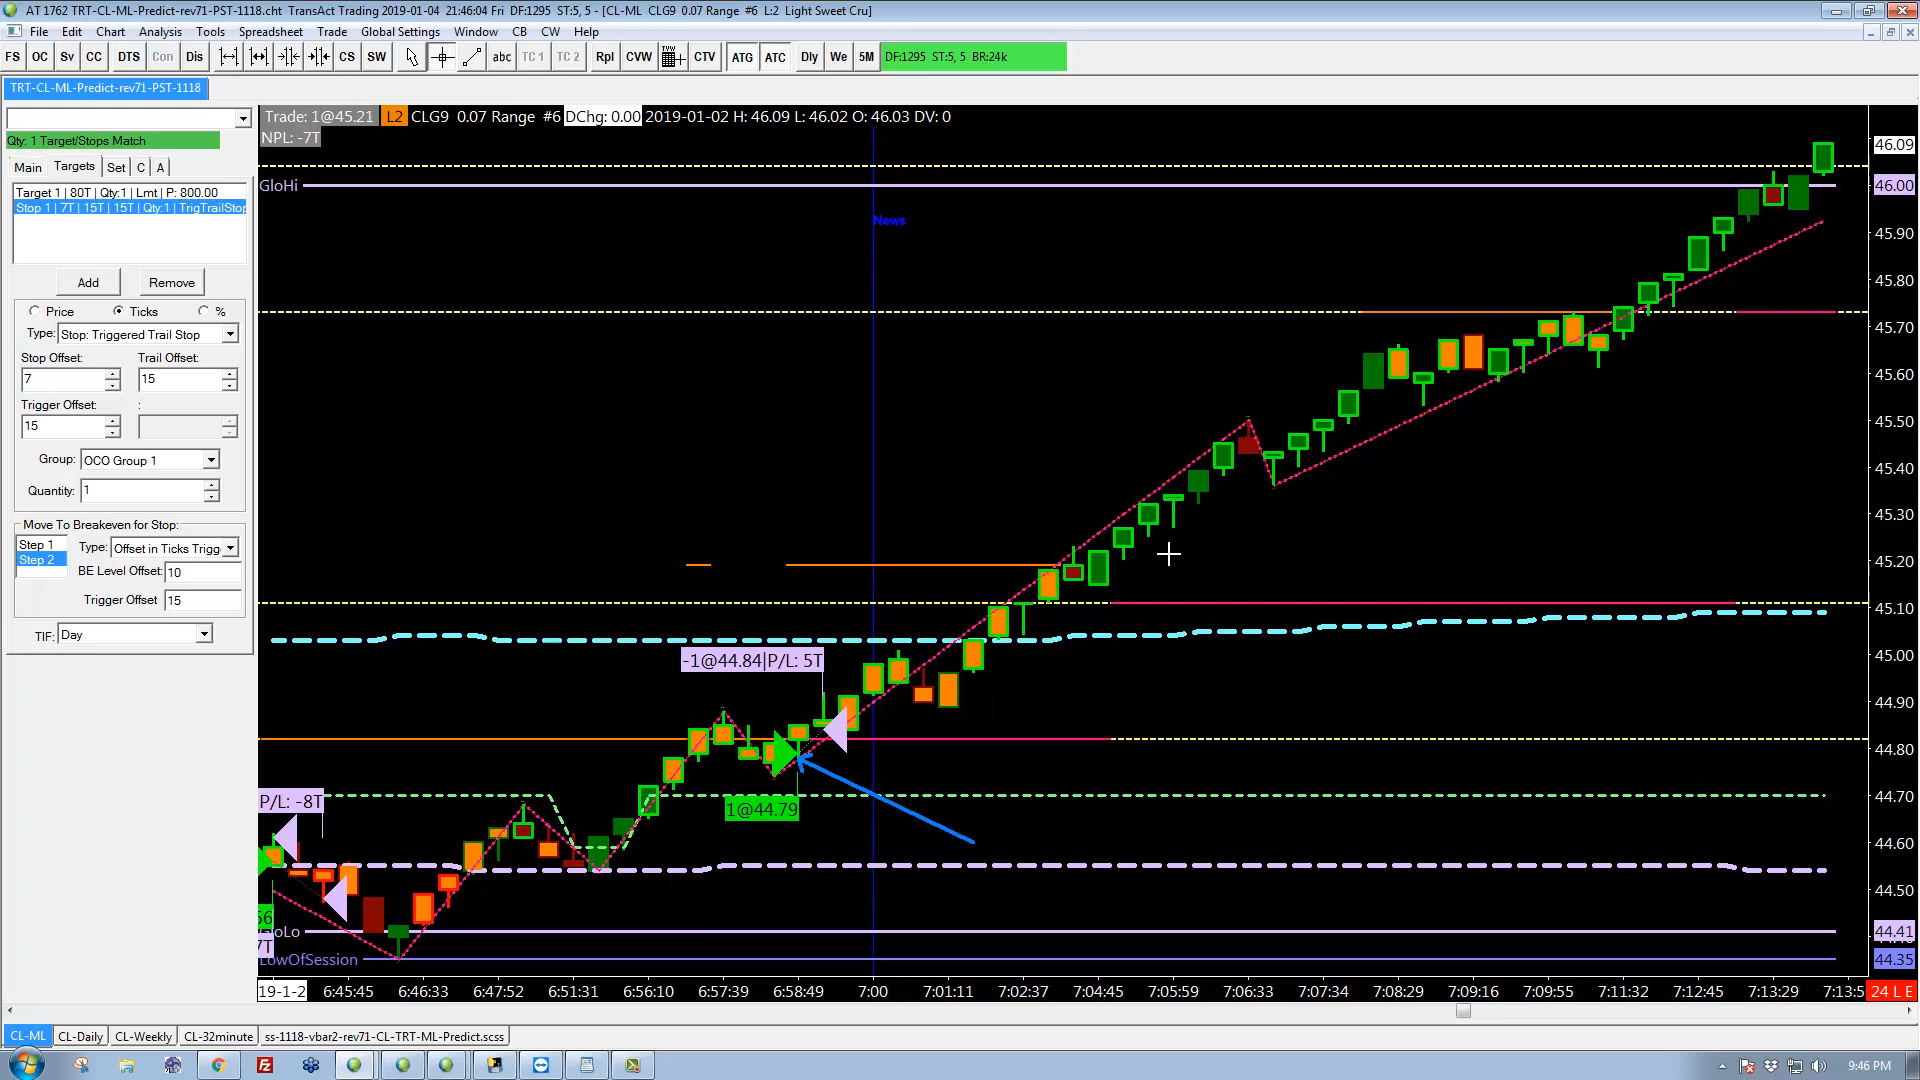 AT 1762 TRT-CL-ML-Predict-rev71-PST-1118.cht TransAct Trading 2019-01-04 21:46:04 Fri DF:1295 ST:5, 5 - [CL-ML CLG9 0.07 Range #6 L:2 Light Sweet Cru]
File Edit Chart Analysis Tools Spreadsheet Trade Global Settings Window CB CW Help
FS OC Sv CC DTS Con Dis CS SW abc TC 1 TC 2 Rpl CVW CTV ATG ATC Dly We 5M DF:1295 ST:5, 5 BR:24k
TRT-CL-ML-Predict-rev71-PST-1118
Qty: 1 Target/Stops Match
Main Targets Set C A
Target 1 | 80T | Qty:1 | Lmt | P: 800.00
Stop 1 | 7T | 15T | 15T | Qty:1 | TrigTrailStop
Add Remove
Price Ticks %
Type: Stop: Triggered Trail Stop
Stop Offset: Trail Offset:
7 15
Trigger Offset: :
15
Group: OCO Group 1
Quantity: 1
Move To Breakeven for Stop:
Step 1
Step 2
Type: Offset in Ticks Trigg
BE Level Offset: 10
Trigger Offset 15
TIF: Day
Trade: 1@45.21 L2 CLG9 0.07 Range #6 DChg: 0.00 2019-01-02 H: 46.09 L: 46.02 O: 46.03 DV: 0
NPL: -7T
GloHi
News
-1@44.84|P/L: 5T
1@44.79
P/L: -8T
GloLo
7T
LowOfSession
46.09
46.00
45.90
45.80
45.70
45.60
45.50
45.40
45.30
45.20
45.10
45.00
44.90
44.80
44.70
44.60
44.50
44.41
44.35
19-1-2 6:45:45 6:46:33 6:47:52 6:51:31 6:56:10 6:57:39 6:58:49 7:00 7:01:11 7:02:37 7:04:45 7:05:59 7:06:33 7:07:34 7:08:29 7:09:16 7:09:55 7:11:32 7:12:45 7:13:29 7:13:5 24 L E
CL-ML CL-Daily CL-Weekly CL-32minute ss-1118-vbar2-rev71-CL-TRT-ML-Predict.scss
9:46 PM